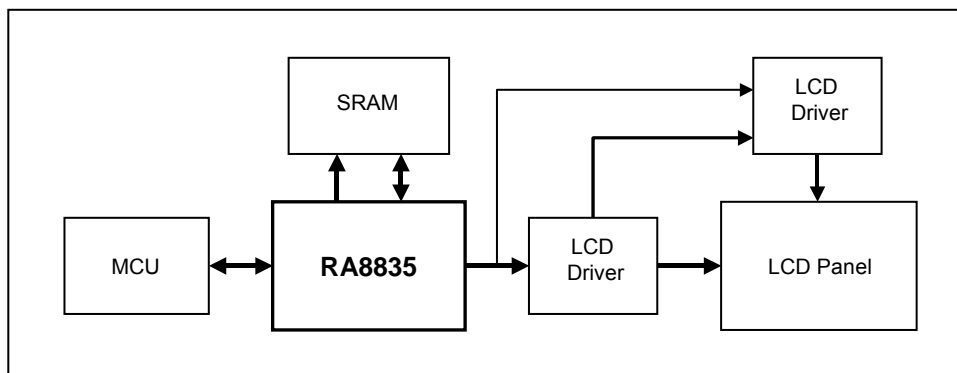 SRAM
LCD
Driver
MCU
RA8835
LCD
Driver
LCD Panel